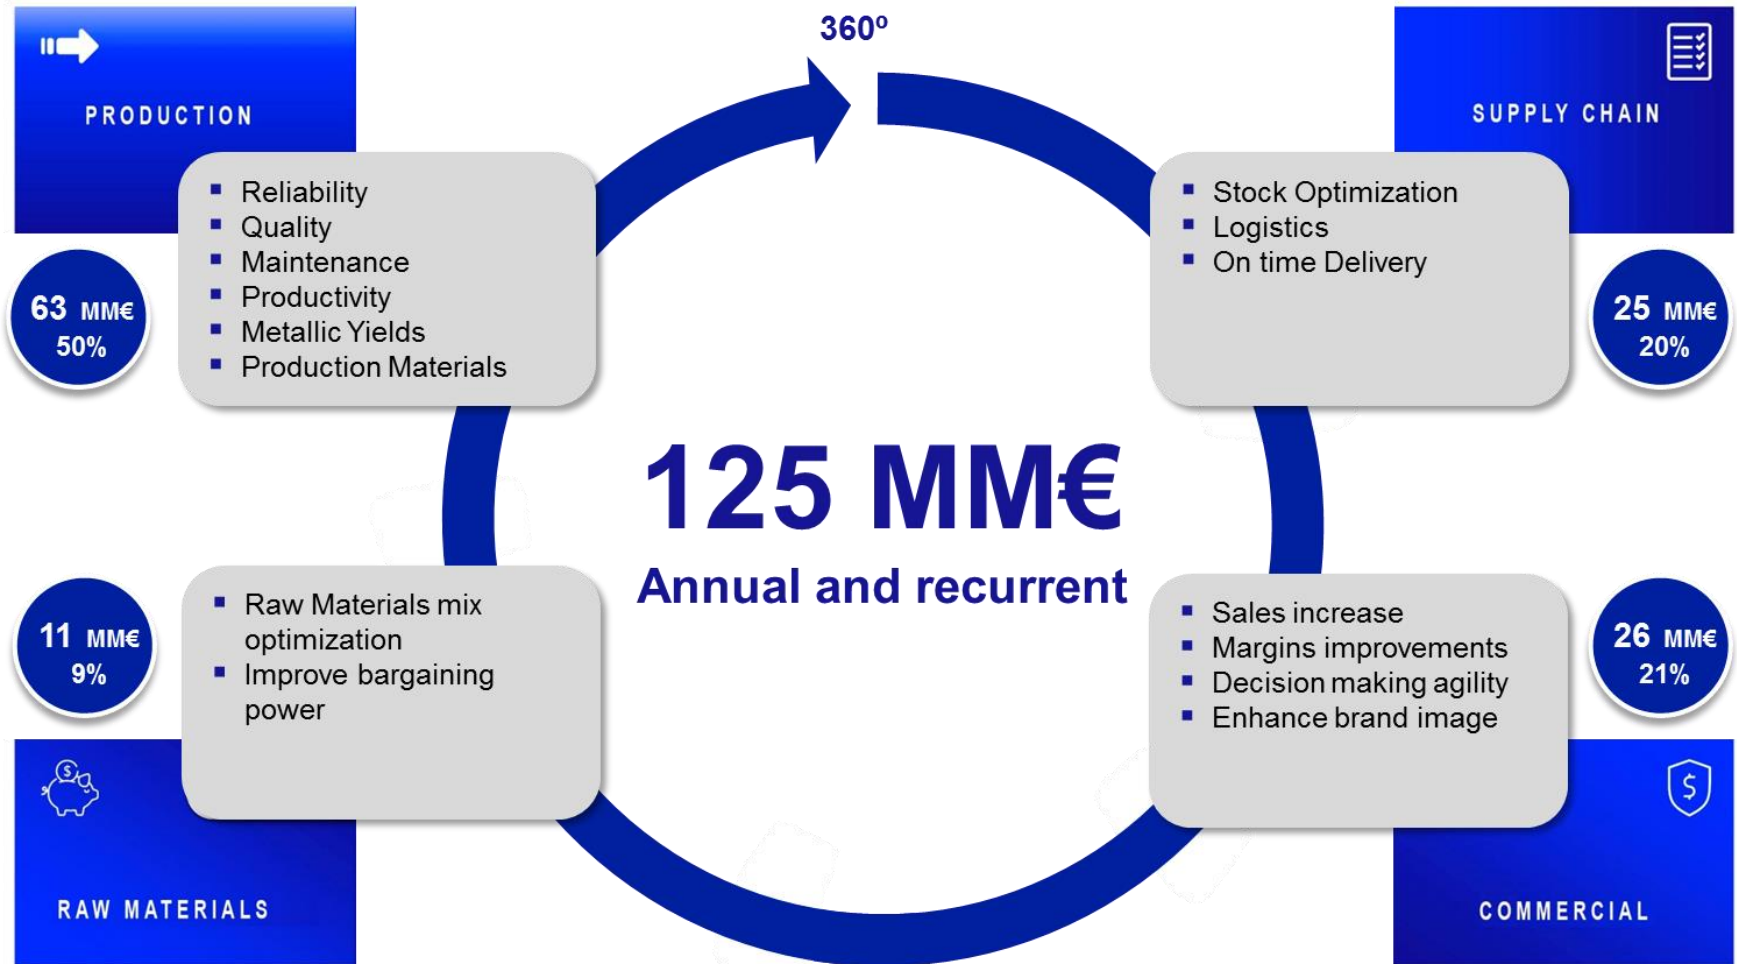 360º
PRODUCTION
▪ Reliability
▪ Quality
▪ Maintenance
▪ Productivity
▪ Metallic Yields
▪ Production Materials
63 MM€
50%
SUPPLY CHAIN
▪ Stock Optimization
▪ Logistics
▪ On time Delivery
25 MM€
20%
125 MM€
Annual and recurrent
11 MM€
9%
▪ Raw Materials mix
optimization
▪ Improve bargaining
power
RAW MATERIALS
▪ Sales increase
▪ Margins improvements
▪ Decision making agility
▪ Enhance brand image
26 MM€
21%
$
$
COMMERCIAL